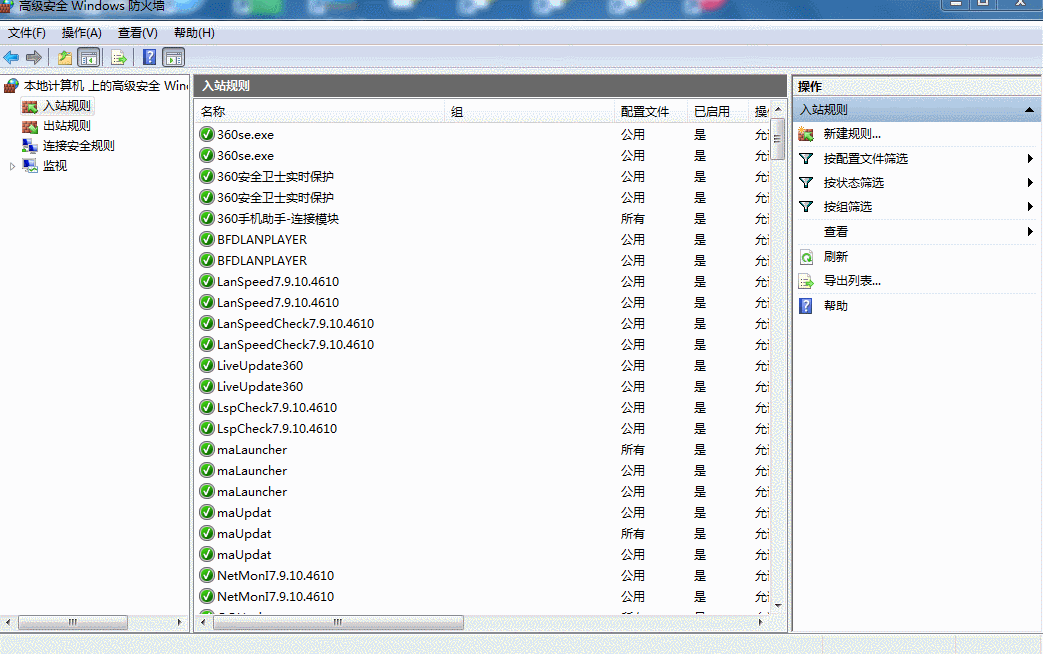 高级安全 Windows 防火墙
文件(F) 操作(A) 查看(V) 帮助(H)
本地计算机 上的高级安全 Win
入站规则
出站规则
连接安全规则
监视
入站规则
名称 组 配置文件 已启用 操
360se.exe 公用 是 允
360se.exe 公用 是 允
360安全卫士实时保护 公用 是 允
360安全卫士实时保护 公用 是 允
360手机助手-连接模块 所有 是 允
BFDLANPLAYER 公用 是 允
BFDLANPLAYER 公用 是 允
LanSpeed7.9.10.4610 公用 是 允
LanSpeed7.9.10.4610 公用 是 允
LanSpeedCheck7.9.10.4610 公用 是 允
LanSpeedCheck7.9.10.4610 公用 是 允
LiveUpdate360 公用 是 允
LiveUpdate360 公用 是 允
LspCheck7.9.10.4610 公用 是 允
LspCheck7.9.10.4610 公用 是 允
maLauncher 所有 是 允
maLauncher 公用 是 允
maLauncher 公用 是 允
maUpdat 公用 是 允
maUpdat 所有 是 允
maUpdat 公用 是 允
NetMonI7.9.10.4610 公用 是 允
NetMonI7.9.10.4610 公用 是 允
操作
入站规则
新建规则...
按配置文件筛选
按状态筛选
按组筛选
查看
刷新
导出列表...
帮助